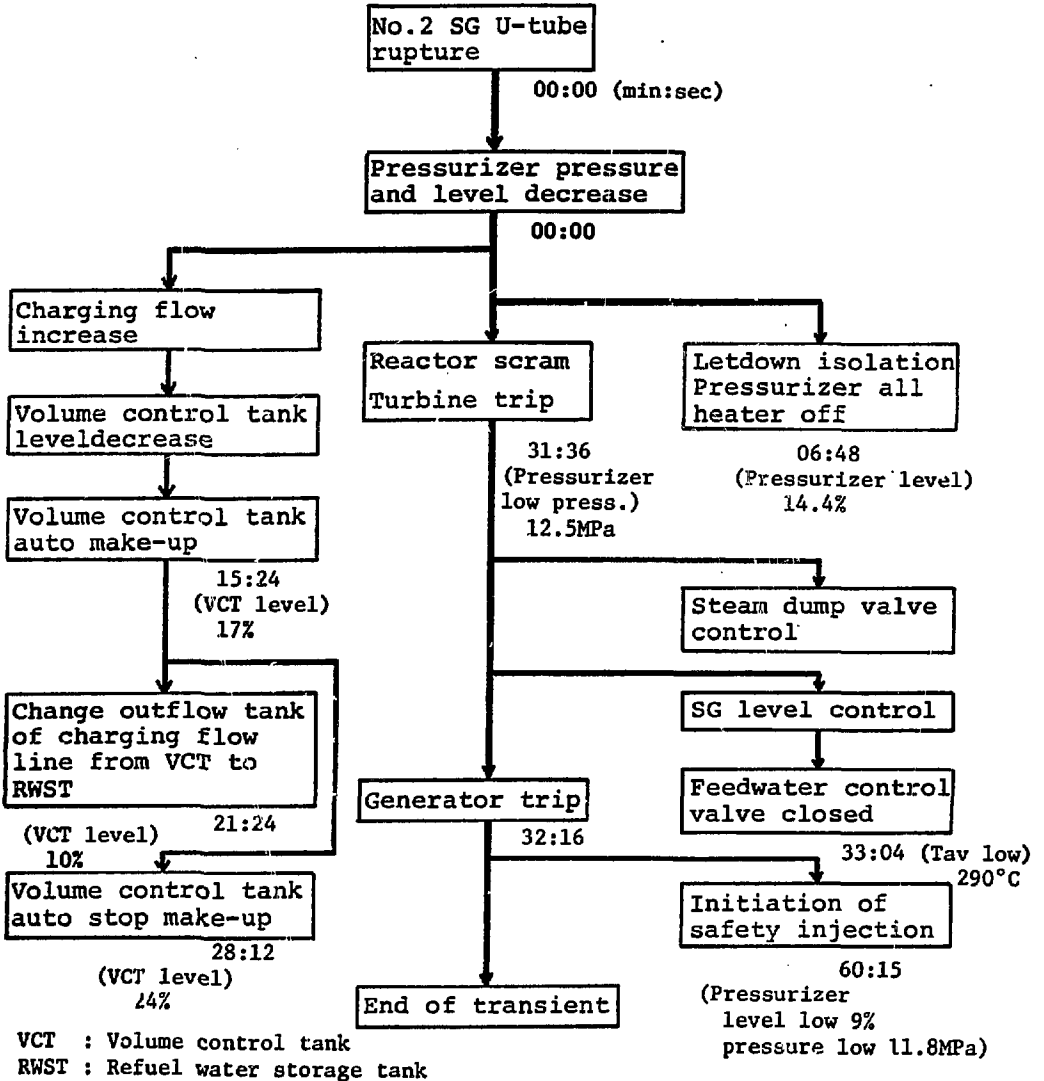 No.2 SG U-tube
rupture
00:00 (min:sec)
Pressurizer pressure
and level decrease
00:00
Charging flow
increase
Volume control tank
leveldecrease
Volume control tank
auto make-up
15:24
(VCT level)
17%
Change outflow tank
of charging flow
line from VCT to
RWST
21:24
(VCT level)
10%
Volume control tank
auto stop make-up
28:12
(VCT level)
24%
Reactor scram
Turbine trip
31:36
(Pressurizer
low press.)
12.5MPa
Generator trip
32:16
End of transient
Letdown isolation
Pressurizer all
heater off
06:48
(Pressurizer level)
14.4%
Steam dump valve
control
SG level control
Feedwater control
valve closed
33:04 (Tav low)
290°C
Initiation of
safety injection
60:15
(Pressurizer
level low 9%
pressure low 11.8MPa)
VCT : Volume control tank
RWST : Refuel water storage tank